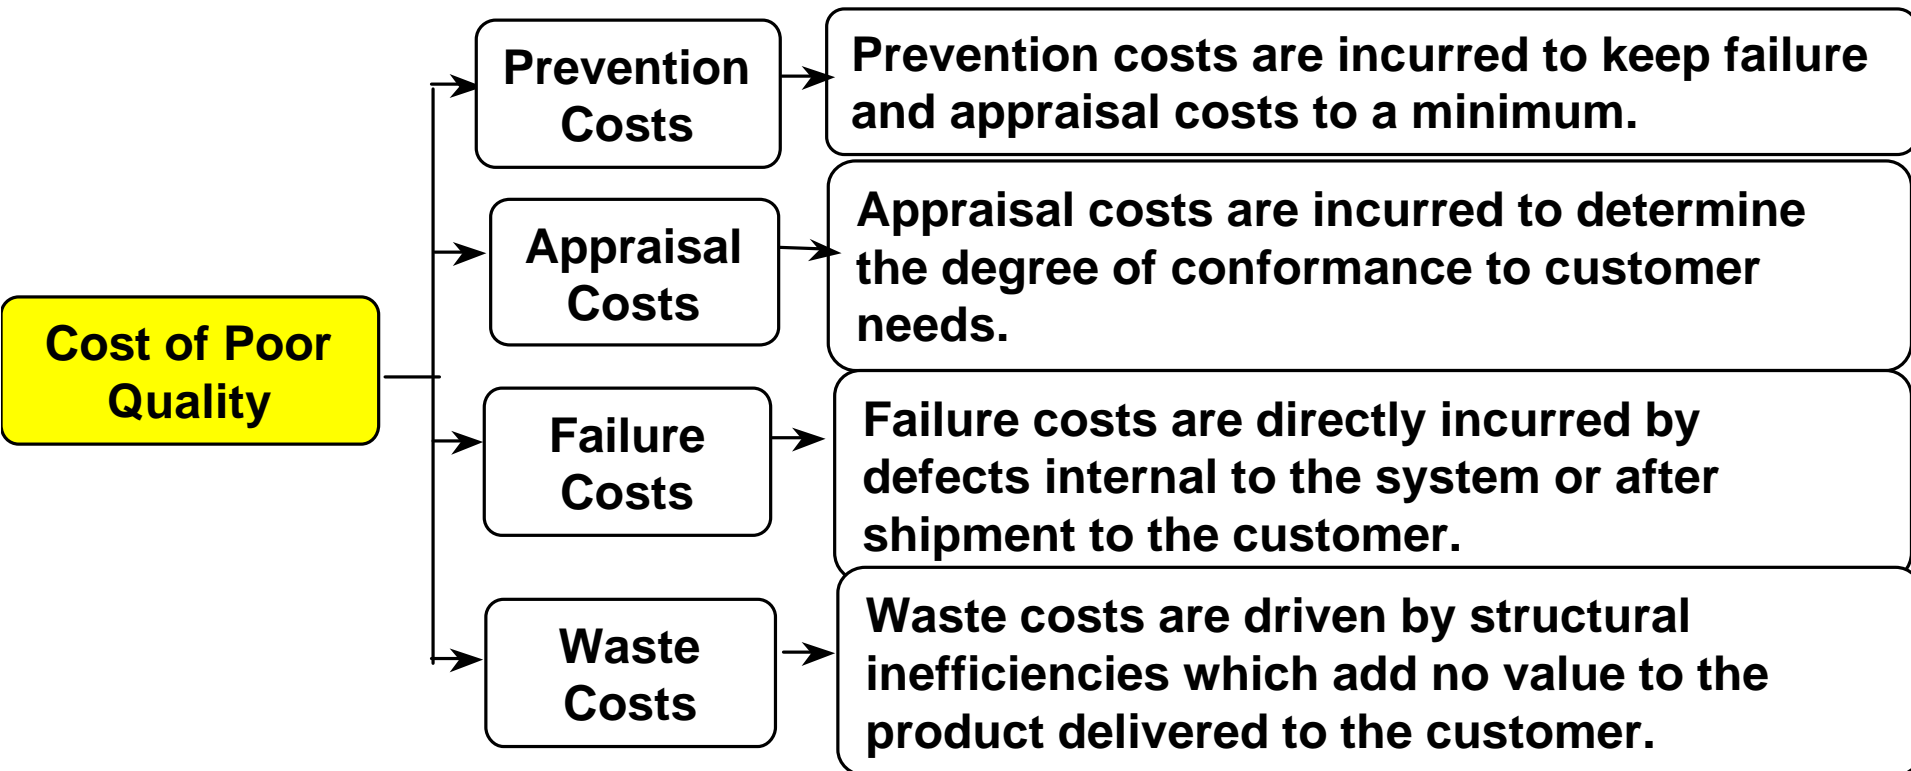 Prevention
Costs
Prevention costs are incurred to keep failure
and appraisal costs to a minimum.
Appraisal
Costs
Appraisal costs are incurred to determine
the degree of conformance to customer
needs.
Cost of Poor
Quality
Failure
Costs
Failure costs are directly incurred by
defects internal to the system or after
shipment to the customer.
Waste
Costs
Waste costs are driven by structural
inefficiencies which add no value to the
product delivered to the customer.